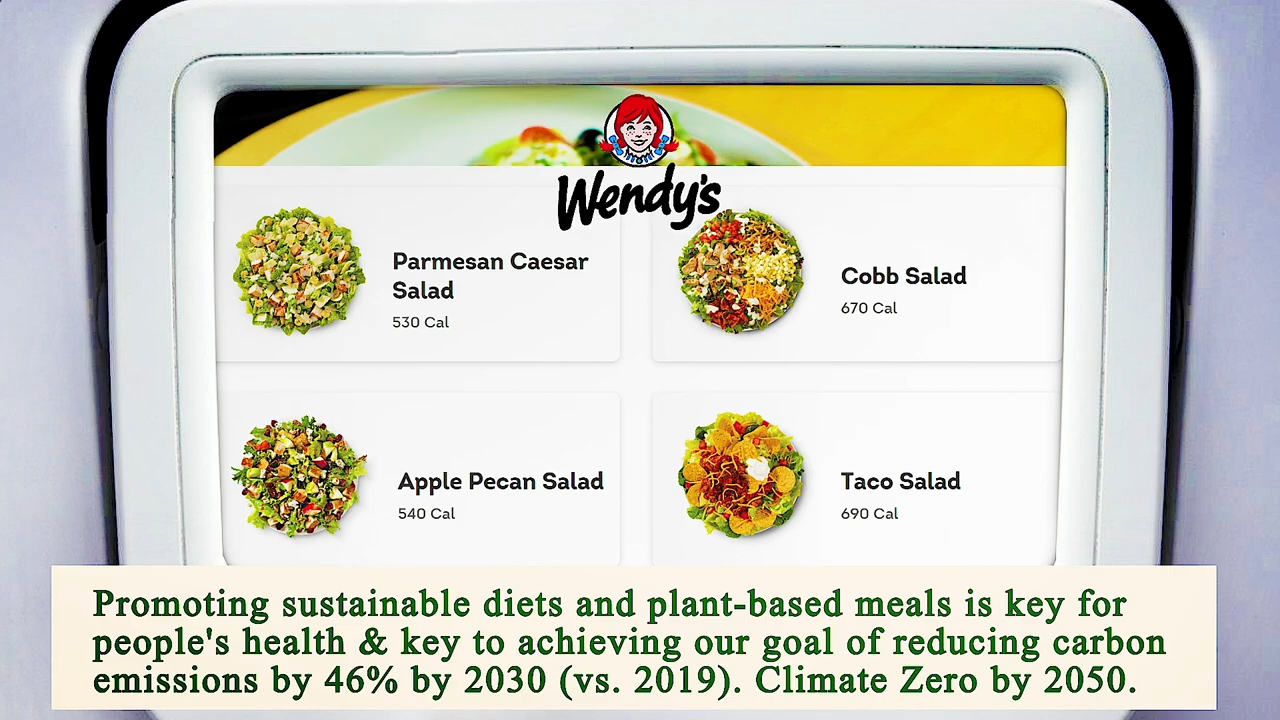 Wendy's
Parmesan Caesar
Salad
530 Cal
Cobb Salad
670 Cal
Apple Pecan Salad
540 Cal
Taco Salad
690 Cal
Promoting sustainable diets and plant-based meals is key for
people's health & key to achieving our goal of reducing carbon
emissions by 46% by 2030 (vs. 2019). Climate Zero by 2050.